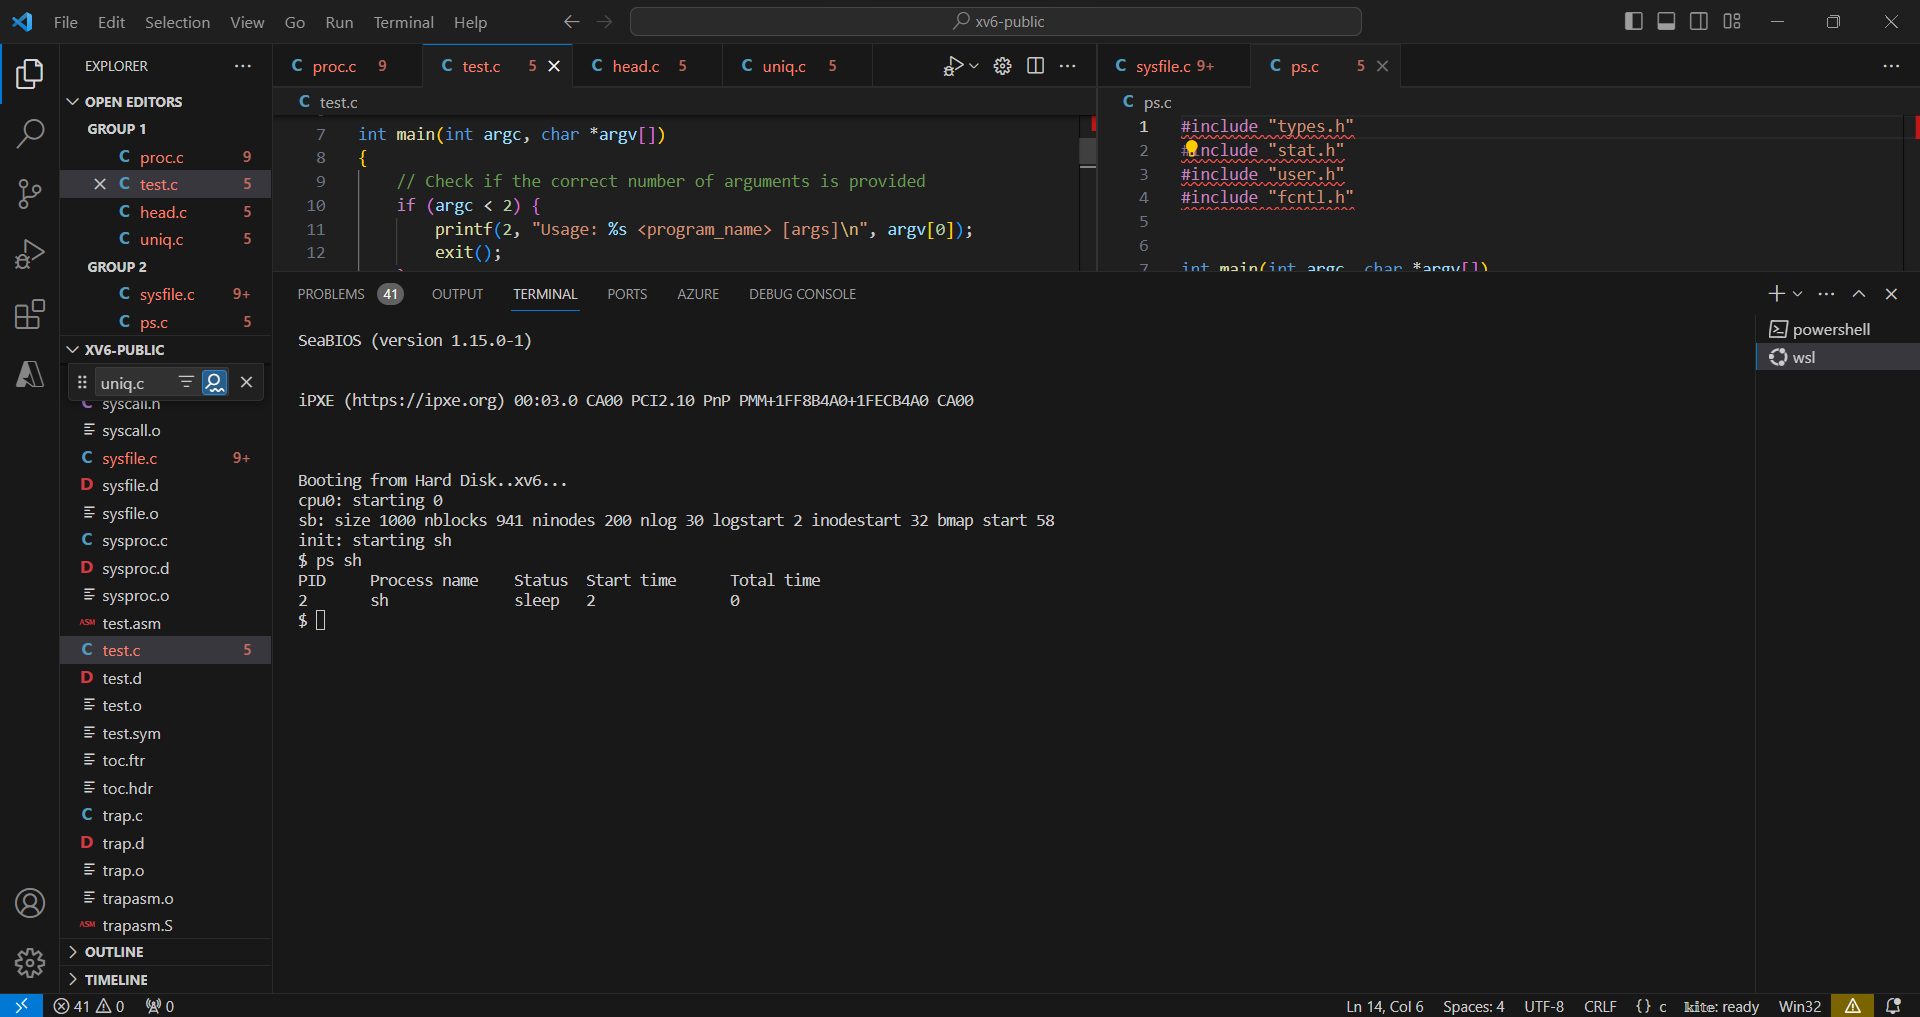 File Edit Selection View Go Run Terminal Help
xv6-public
EXPLORER
OPEN EDITORS
GROUP 1
proc.c 9
test.c 5
head.c 5
uniq.c 5
GROUP 2
sysfile.c 9+
ps.c 5
XV6-PUBLIC
uniq.c
syscall.h
syscall.o
sysfile.c 9+
sysfile.d
sysfile.o
sysproc.c
sysproc.d
sysproc.o
test.asm
test.c 5
test.d
test.o
test.sym
toc.ftr
toc.hdr
trap.c
trap.d
trap.o
trapasm.o
trapasm.S
OUTLINE
TIMELINE
proc.c 9 test.c 5 head.c 5 uniq.c 5
test.c
7 int main(int argc, char *argv[])
8 {
9 // Check if the correct number of arguments is provided
10 if (argc < 2) {
11 printf(2, "Usage: %s <program_name> [args]\n", argv[0]);
12 exit();
sysfile.c 9+ ps.c 5
ps.c
1 #include "types.h"
2 #include "stat.h"
3 #include "user.h"
4 #include "fcntl.h"
5
6
7 int main(int argc, char *argv[])
PROBLEMS 41 OUTPUT TERMINAL PORTS AZURE DEBUG CONSOLE
SeaBIOS (version 1.15.0-1)
iPXE (https://ipxe.org) 00:03.0 CA00 PCI2.10 PnP PMM+1FF8B4A0+1FECB4A0 CA00
Booting from Hard Disk..xv6...
cpu0: starting 0
sb: size 1000 nblocks 941 ninodes 200 nlog 30 logstart 2 inodestart 32 bmap start 58
init: starting sh
$ ps sh
PID Process name Status Start time Total time
2 sh sleep 2 0
$
powershell
wsl
41 0 0
Ln 14, Col 6 Spaces: 4 UTF-8 CRLF {} c kite: ready Win32